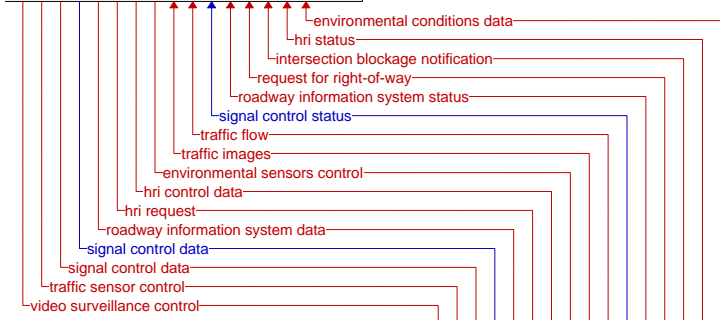 environmental conditions data
hri status
intersection blockage notification
request for right-of-way
roadway information system status
signal control status
traffic flow
traffic images
environmental sensors control
hri control data
hri request
roadway information system data
signal control data
signal control data
traffic sensor control
video surveillance control